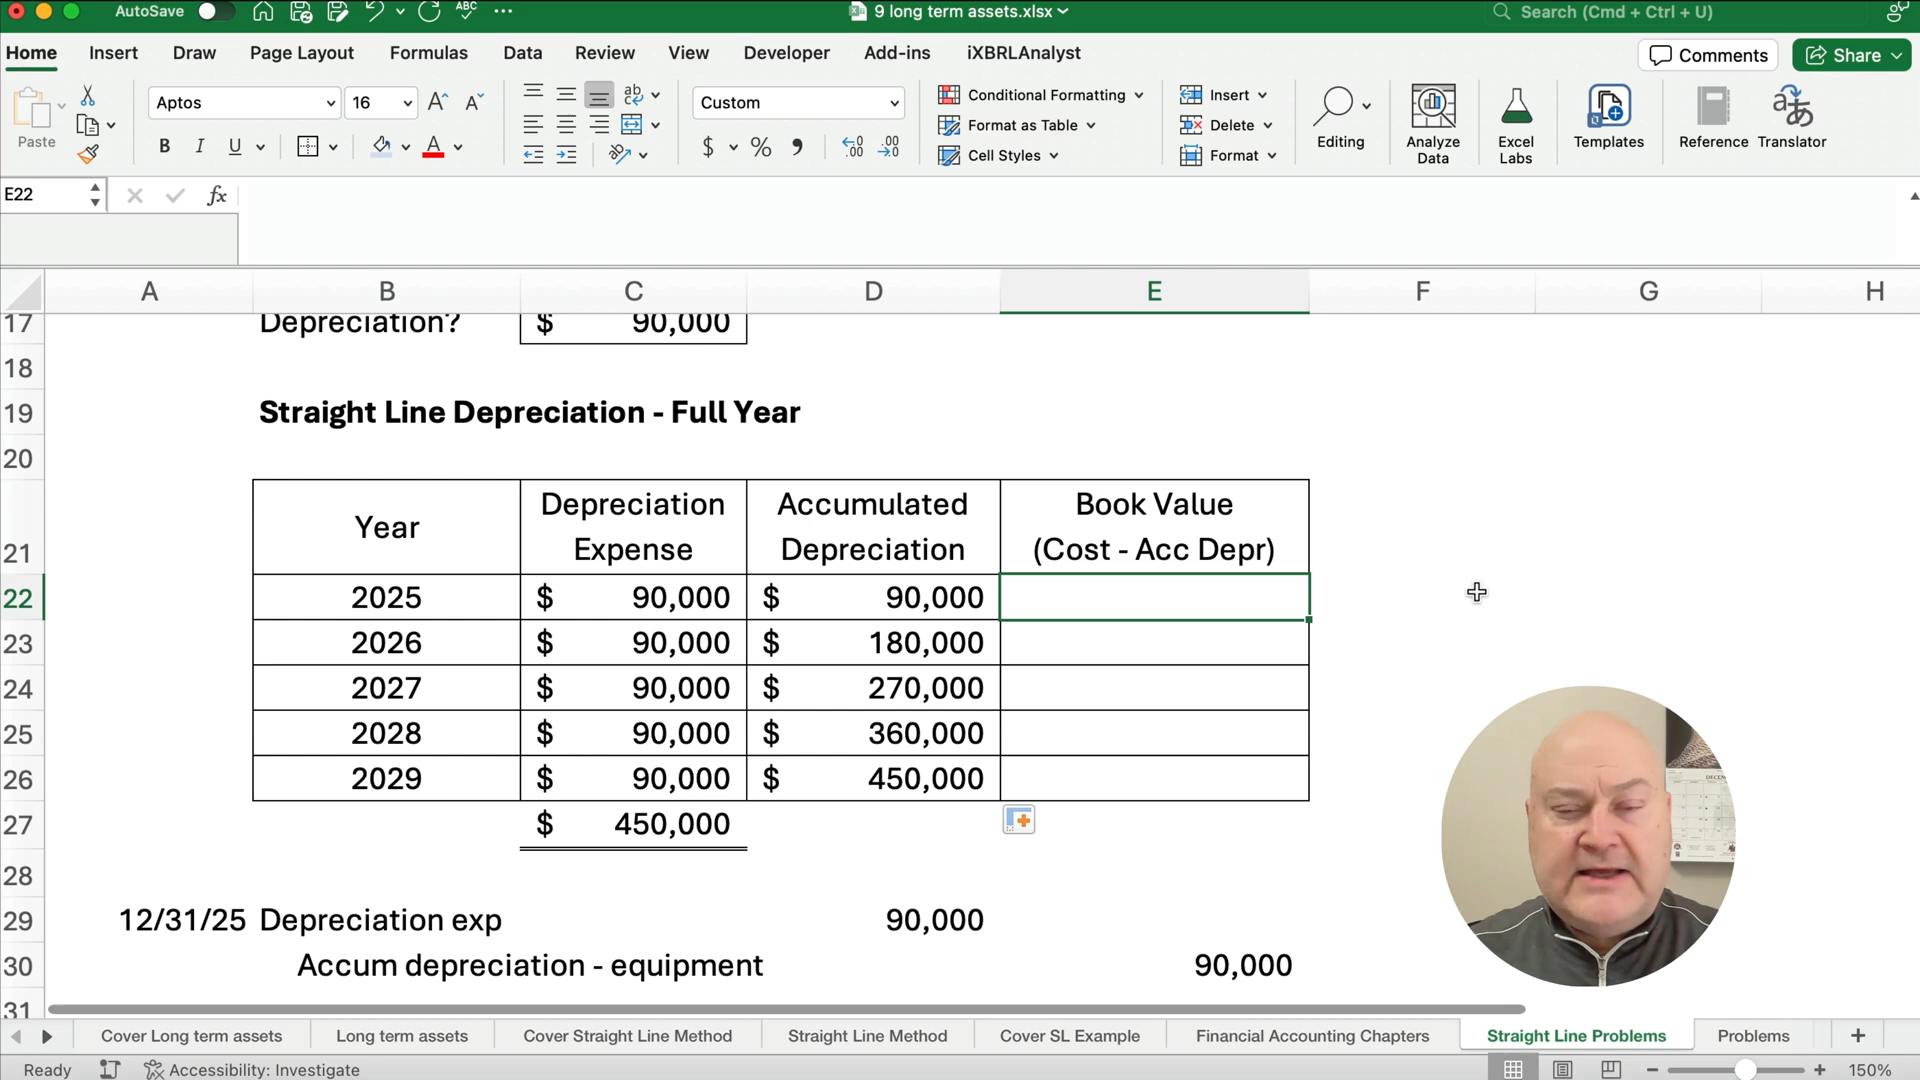 AutoSave
ABC
9 long term assets.xlsx
Search (Cmd + Ctrl + U)
Home Insert Draw Page Layout Formulas Data Review View Developer Add-ins iXBRLAnalyst
Comments Share
Paste
Aptos 16
B I U
Custom
$ %
Conditional Formatting
Format as Table
Cell Styles
Insert
Delete
Format
Editing
Analyze Data
Excel Labs
Templates
Reference
Translator
E22 fx
A B C D E F G H
17 Depreciation? $ 90,000
18
19 Straight Line Depreciation - Full Year
20
21 Year Depreciation Expense Accumulated Depreciation Book Value (Cost - Acc Depr)
22 2025 $ 90,000 $ 90,000
23 2026 $ 90,000 $ 180,000
24 2027 $ 90,000 $ 270,000
25 2028 $ 90,000 $ 360,000
26 2029 $ 90,000 $ 450,000
27 $ 450,000
28
29 12/31/25 Depreciation exp 90,000
30 Accum depreciation - equipment 90,000
31
Cover Long term assets Long term assets Cover Straight Line Method Straight Line Method Cover SL Example Financial Accounting Chapters Straight Line Problems Problems
Ready Accessibility: Investigate 150%